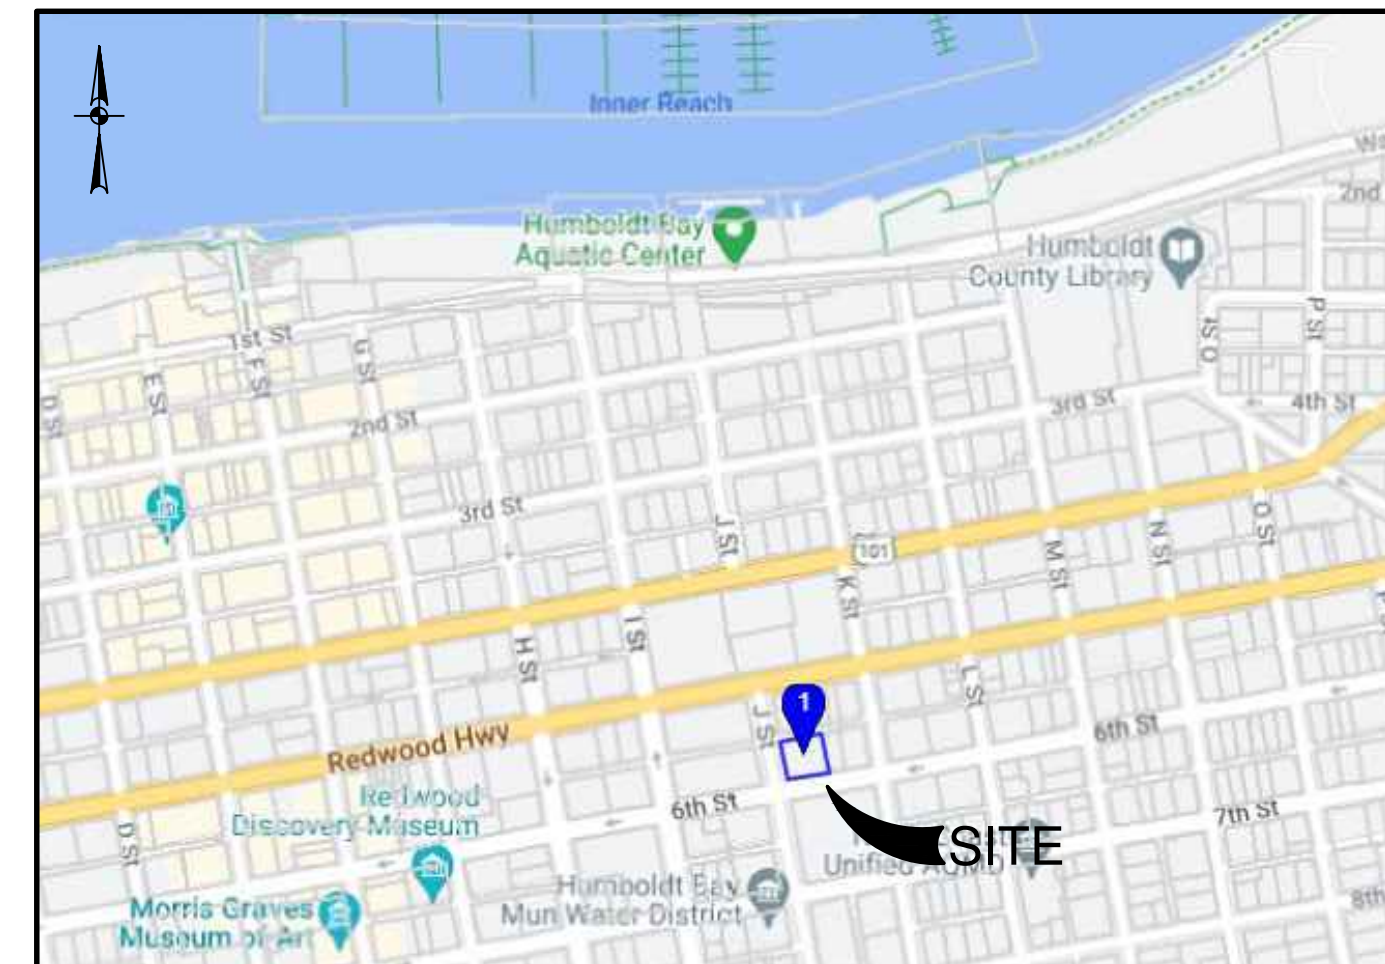 Inner Reach
2nd
Humboldt Bay
Aquatic Center
Humboldt
County Library
1st St
E St
F St
G St
D St
2nd St
3rd St
3rd St
Q St
P St
4th St
101
J St
K St
M St
N St
O St
H St
I St
L St
J St
1
Redwood Hwy
6th St
6th St
7th St
8th
D St
Redwood
Discovery Museum
SITE
Unified AQMD
Humboldt Bay
Mun Water District
Morris Graves
Museum of Art